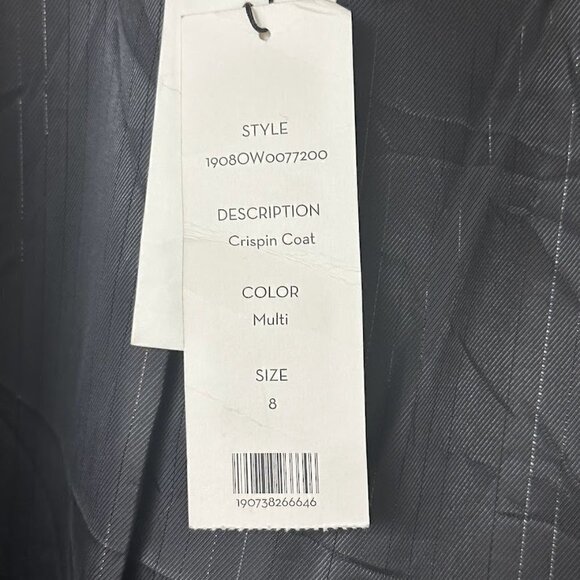 STYLE
1908OW0077200
DESCRIPTION
Crispin Coat
COLOR
Multi
SIZE
8
190738266646